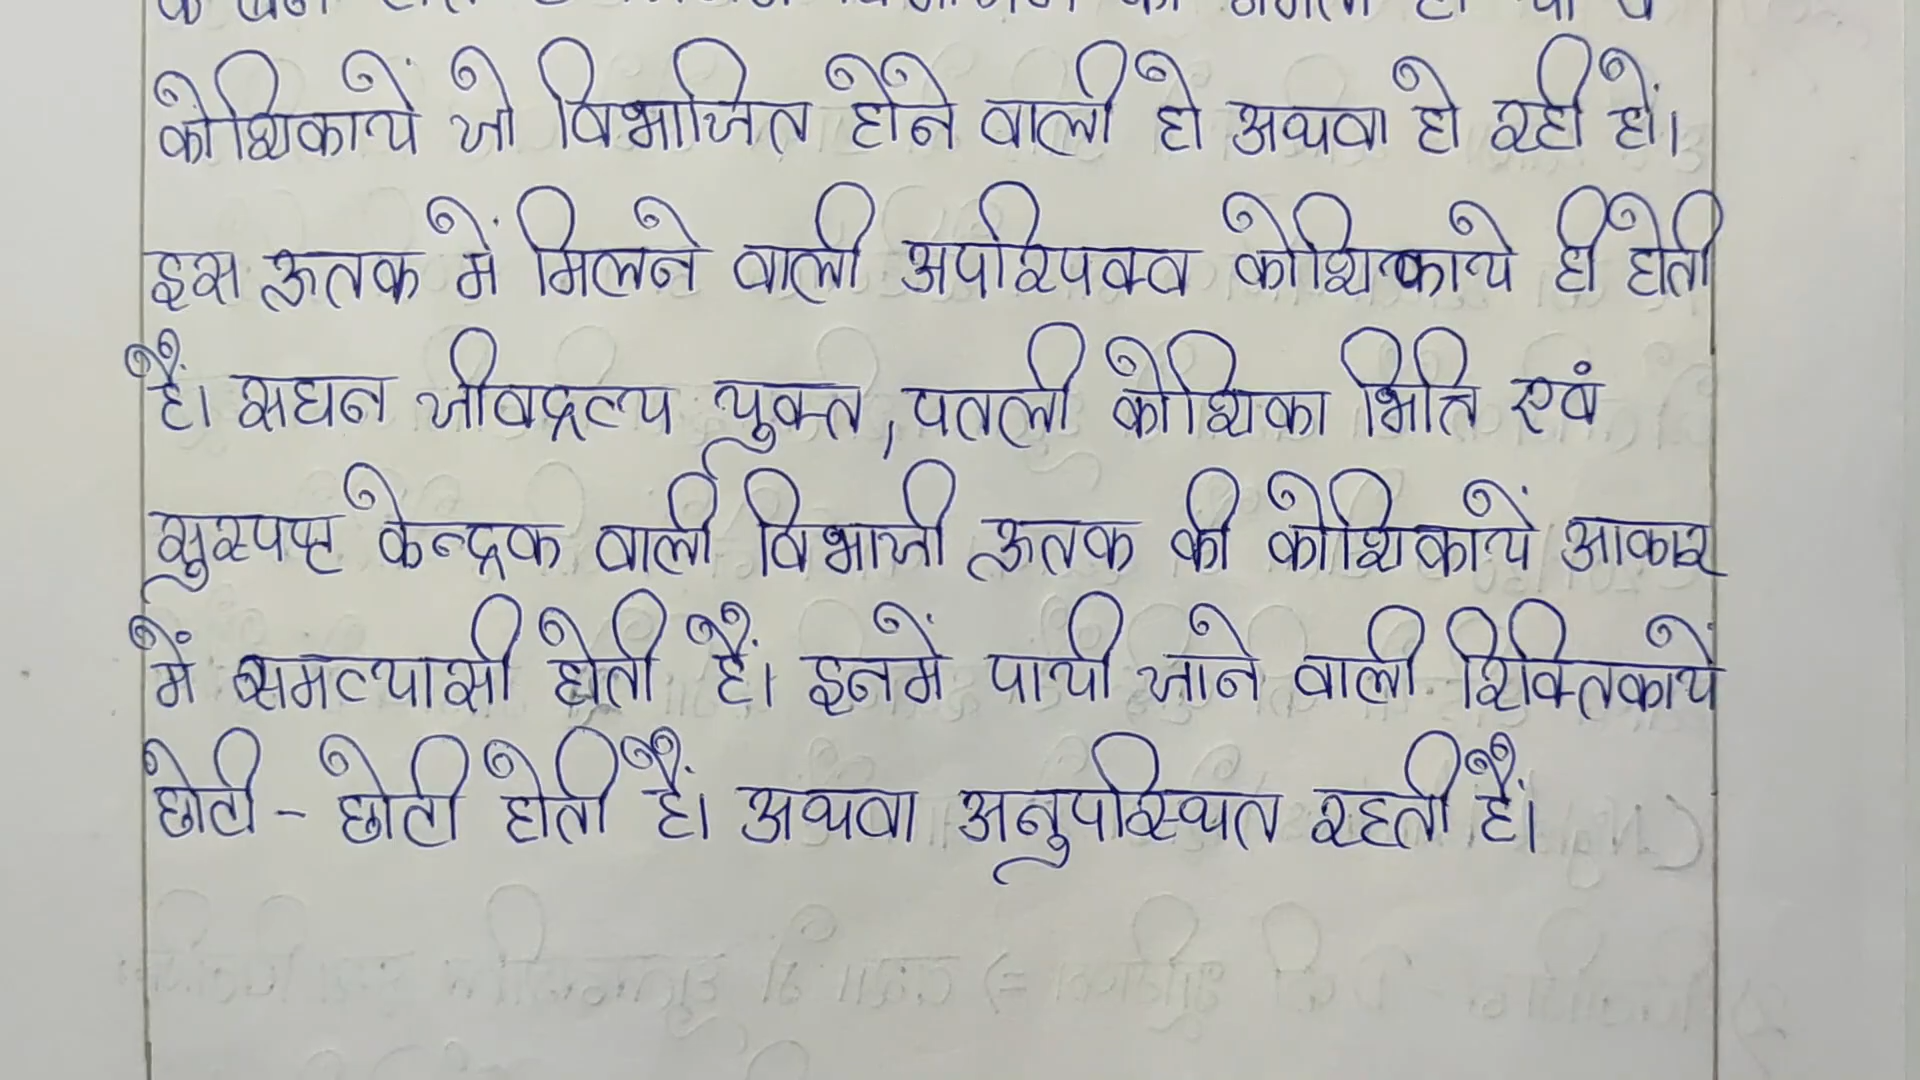 कोशिकायें जो विभाजित होने वाली हो अथवा हो रही हों।
इस ऊतक में मिलने वाली अपरिपक्व कोशिकाये ही होती
हैं। सघन जीवद्रव्य युक्त, पतली कोशिका भित्ति एवं
सुस्पष्ट केन्द्रक वाली विभाजी ऊतक की कोशिकायें आकार
में समव्यासी होती हैं। इनमें पायी जाने वाली रिक्तिकायें
छोटी - छोटी होती हैं। अथवा अनुपस्थित रहती हैं।